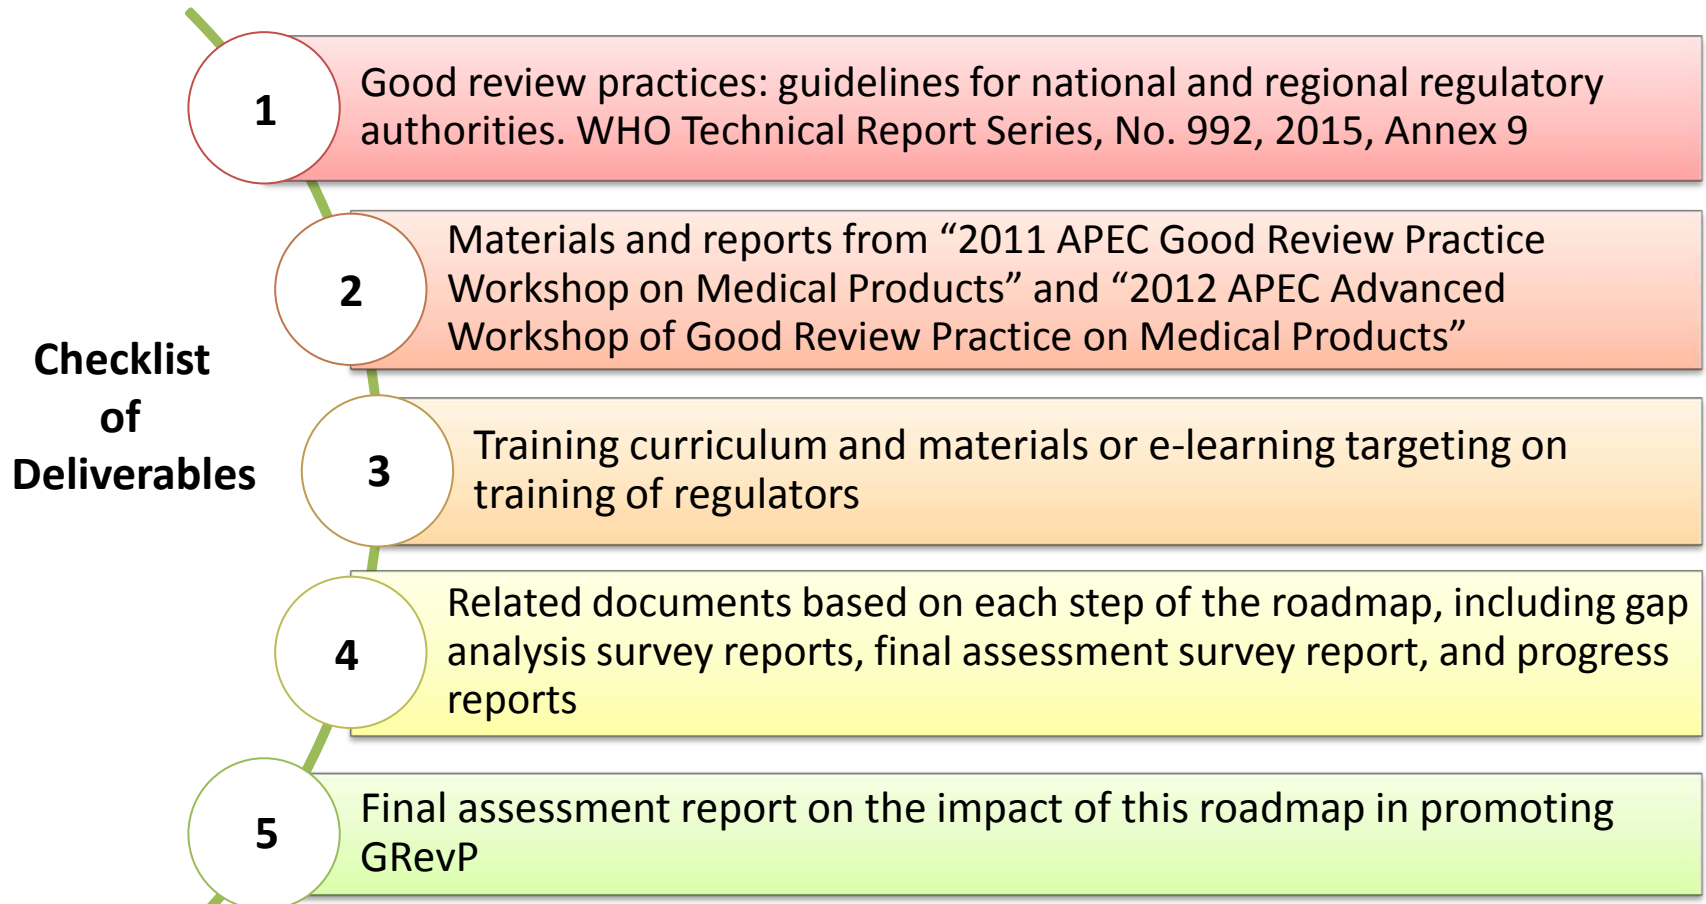 Checklist
of
Deliverables
1
Good review practices: guidelines for national and regional regulatory
authorities. WHO Technical Report Series, No. 992, 2015, Annex 9
2
Materials and reports from “2011 APEC Good Review Practice
Workshop on Medical Products” and “2012 APEC Advanced
Workshop of Good Review Practice on Medical Products”
3
Training curriculum and materials or e-learning targeting on
training of regulators
4
Related documents based on each step of the roadmap, including gap
analysis survey reports, final assessment survey report, and progress
reports
5
Final assessment report on the impact of this roadmap in promoting
GRevP